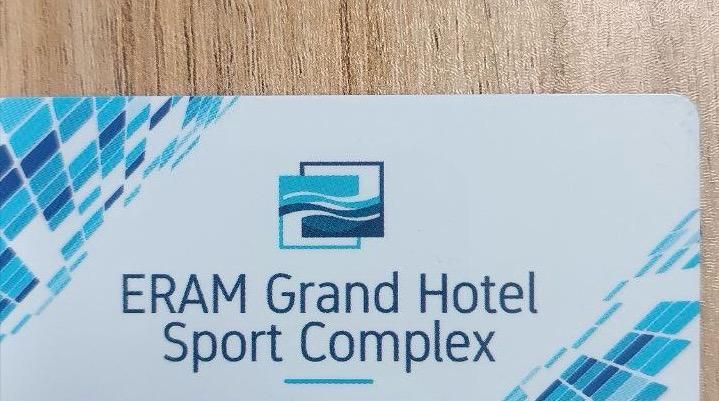 ERAM Grand Hotel
Sport Complex